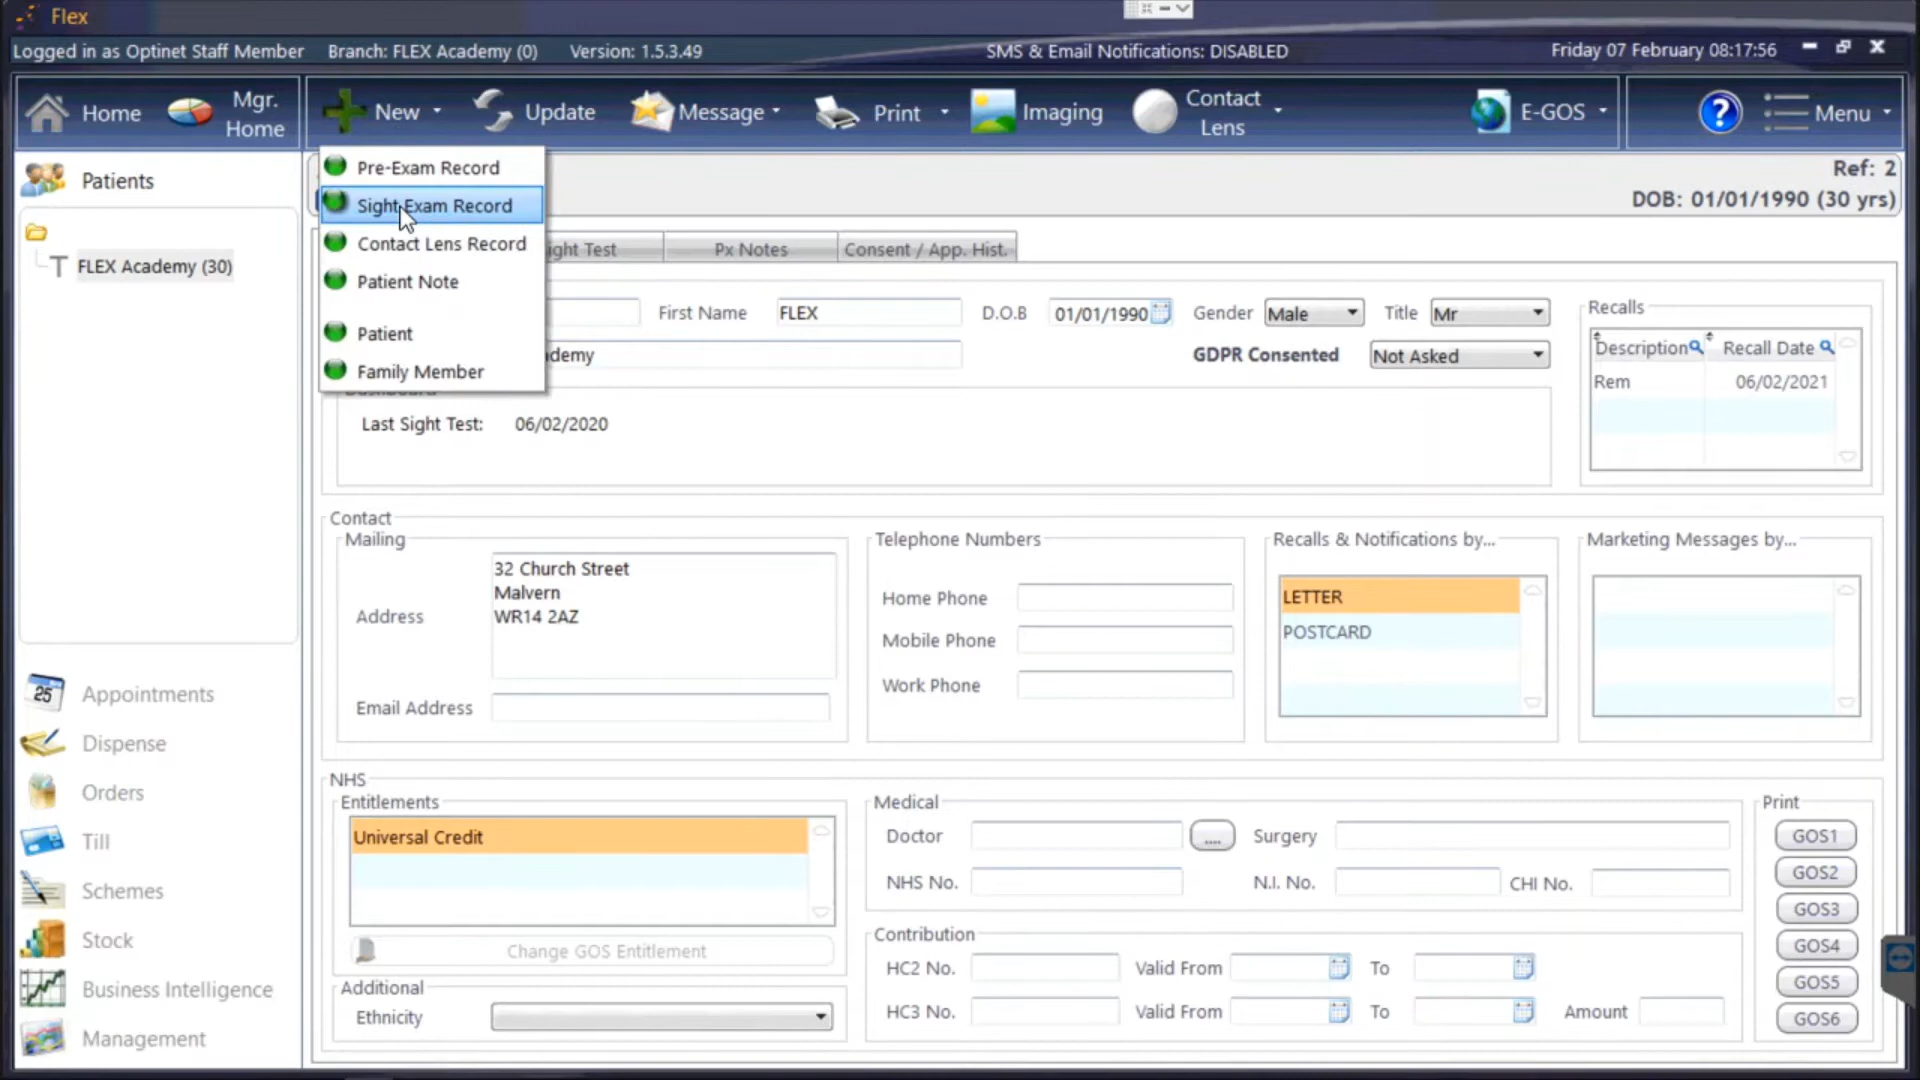 Flex
Logged in as Optinet Staff Member Branch: FLEX Academy (0) Version: 1.5.3.49 SMS & Email Notifications: DISABLED Friday 07 February 08:17:56
Home
Mgr. Home
New
Update
Message
Print
Imaging
Contact Lens
E-GOS
?
Menu
Patients
FLEX Academy (30)
Appointments
25
Dispense
Orders
Till
Schemes
Stock
Business Intelligence
Management
Pre-Exam Record
Sight Exam Record
Contact Lens Record
Patient Note
Patient
Family Member
Ref: 2
DOB: 01/01/1990 (30 yrs)
ight Test Px Notes Consent / App. Hist.
First Name FLEX D.O.B 01/01/1990 Gender Male Title Mr
demy GDPR Consented Not Asked
Last Sight Test: 06/02/2020
Recalls
Description Recall Date
Rem 06/02/2021
Contact
Mailing
Address
32 Church Street
Malvern
WR14 2AZ
Email Address
Telephone Numbers
Home Phone
Mobile Phone
Work Phone
Recalls & Notifications by...
LETTER
POSTCARD
Marketing Messages by...
NHS
Entitlements
Universal Credit
Change GOS Entitlement
Additional
Ethnicity
Medical
Doctor .... Surgery
NHS No. N.I. No. CHI No.
Contribution
HC2 No. Valid From To
HC3 No. Valid From To Amount
Print
GOS1
GOS2
GOS3
GOS4
GOS5
GOS6